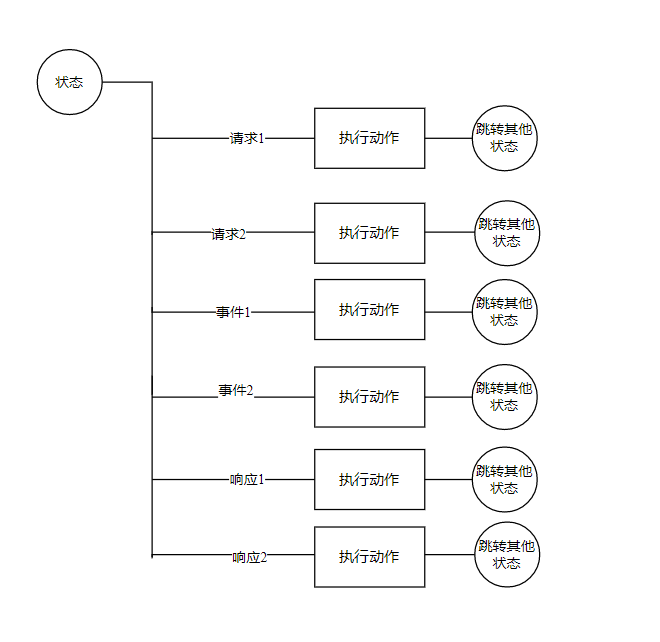 状态
请求1
执行动作
跳转其他
状态
请求2
执行动作
跳转其他
状态
事件1
执行动作
跳转其他
状态
事件2
执行动作
跳转其他
状态
响应1
执行动作
跳转其他
状态
响应2
执行动作
跳转其他
状态